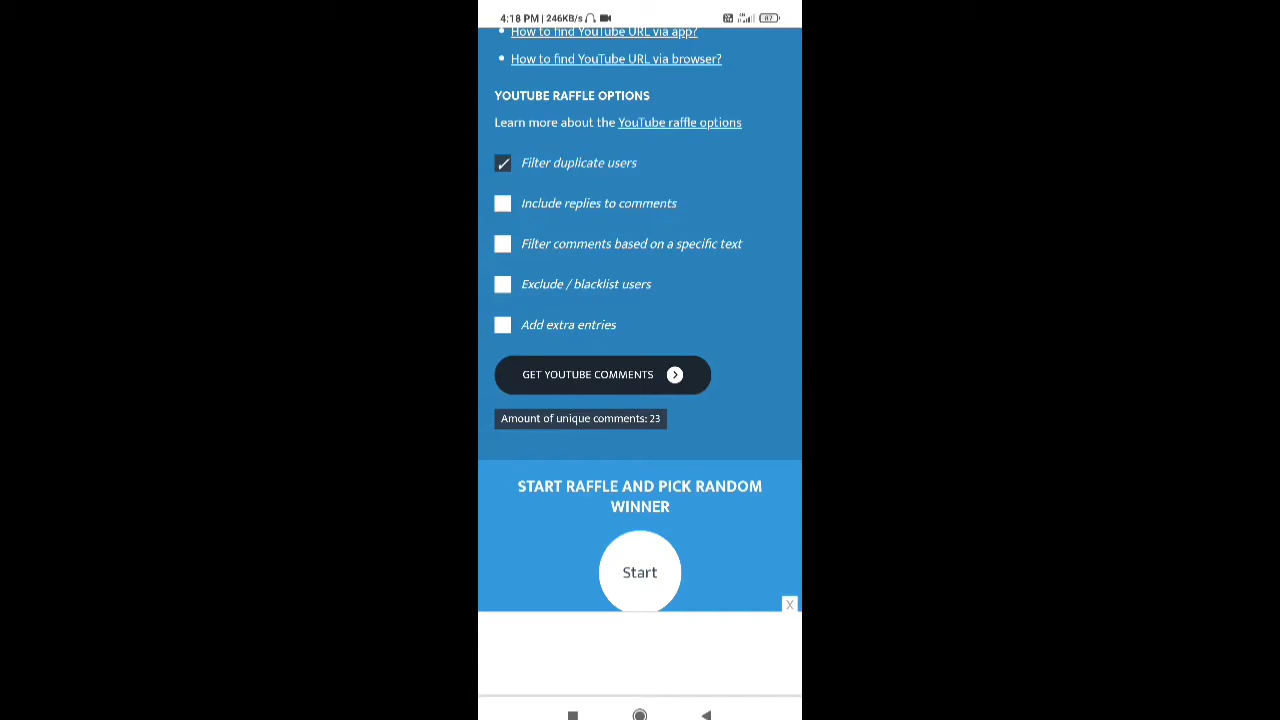 4:18 PM | 246KB/s
87
How to find YouTube URL via app?
How to find YouTube URL via browser?
YOUTUBE RAFFLE OPTIONS
Learn more about the YouTube raffle options
Filter duplicate users
Include replies to comments
Filter comments based on a specific text
Exclude / blacklist users
Add extra entries
GET YOUTUBE COMMENTS
Amount of unique comments: 23
START RAFFLE AND PICK RANDOM
WINNER
Start
X